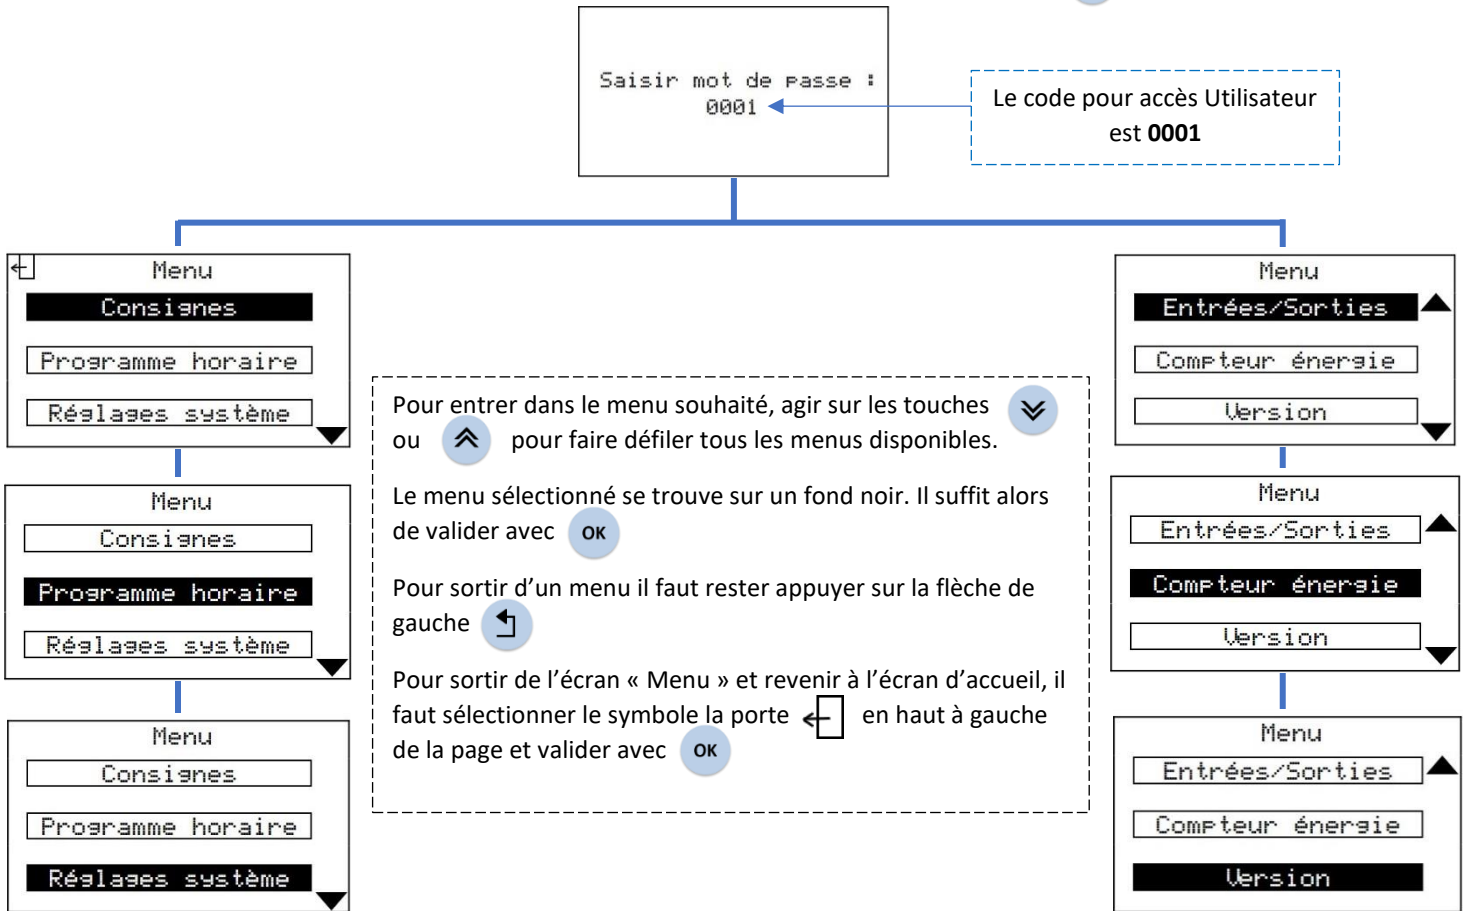 Saisir mot de passe :
0001
Le code pour accès Utilisateur
est 0001
Menu
Consignes
Programme horaire
Réglages système
Menu
Consignes
Programme horaire
Réglages système
Menu
Consignes
Programme horaire
Réglages système
Pour entrer dans le menu souhaité, agir sur les touches
ou pour faire défiler tous les menus disponibles.
Le menu sélectionné se trouve sur un fond noir. Il suffit alors
de valider avec OK
Pour sortir d’un menu il faut rester appuyer sur la flèche de
gauche
Pour sortir de l’écran « Menu » et revenir à l’écran d’accueil, il
faut sélectionner le symbole la porte en haut à gauche
de la page et valider avec OK
Menu
Entrées/Sorties
Compteur énergie
Version
Menu
Entrées/Sorties
Compteur énergie
Version
Menu
Entrées/Sorties
Compteur énergie
Version